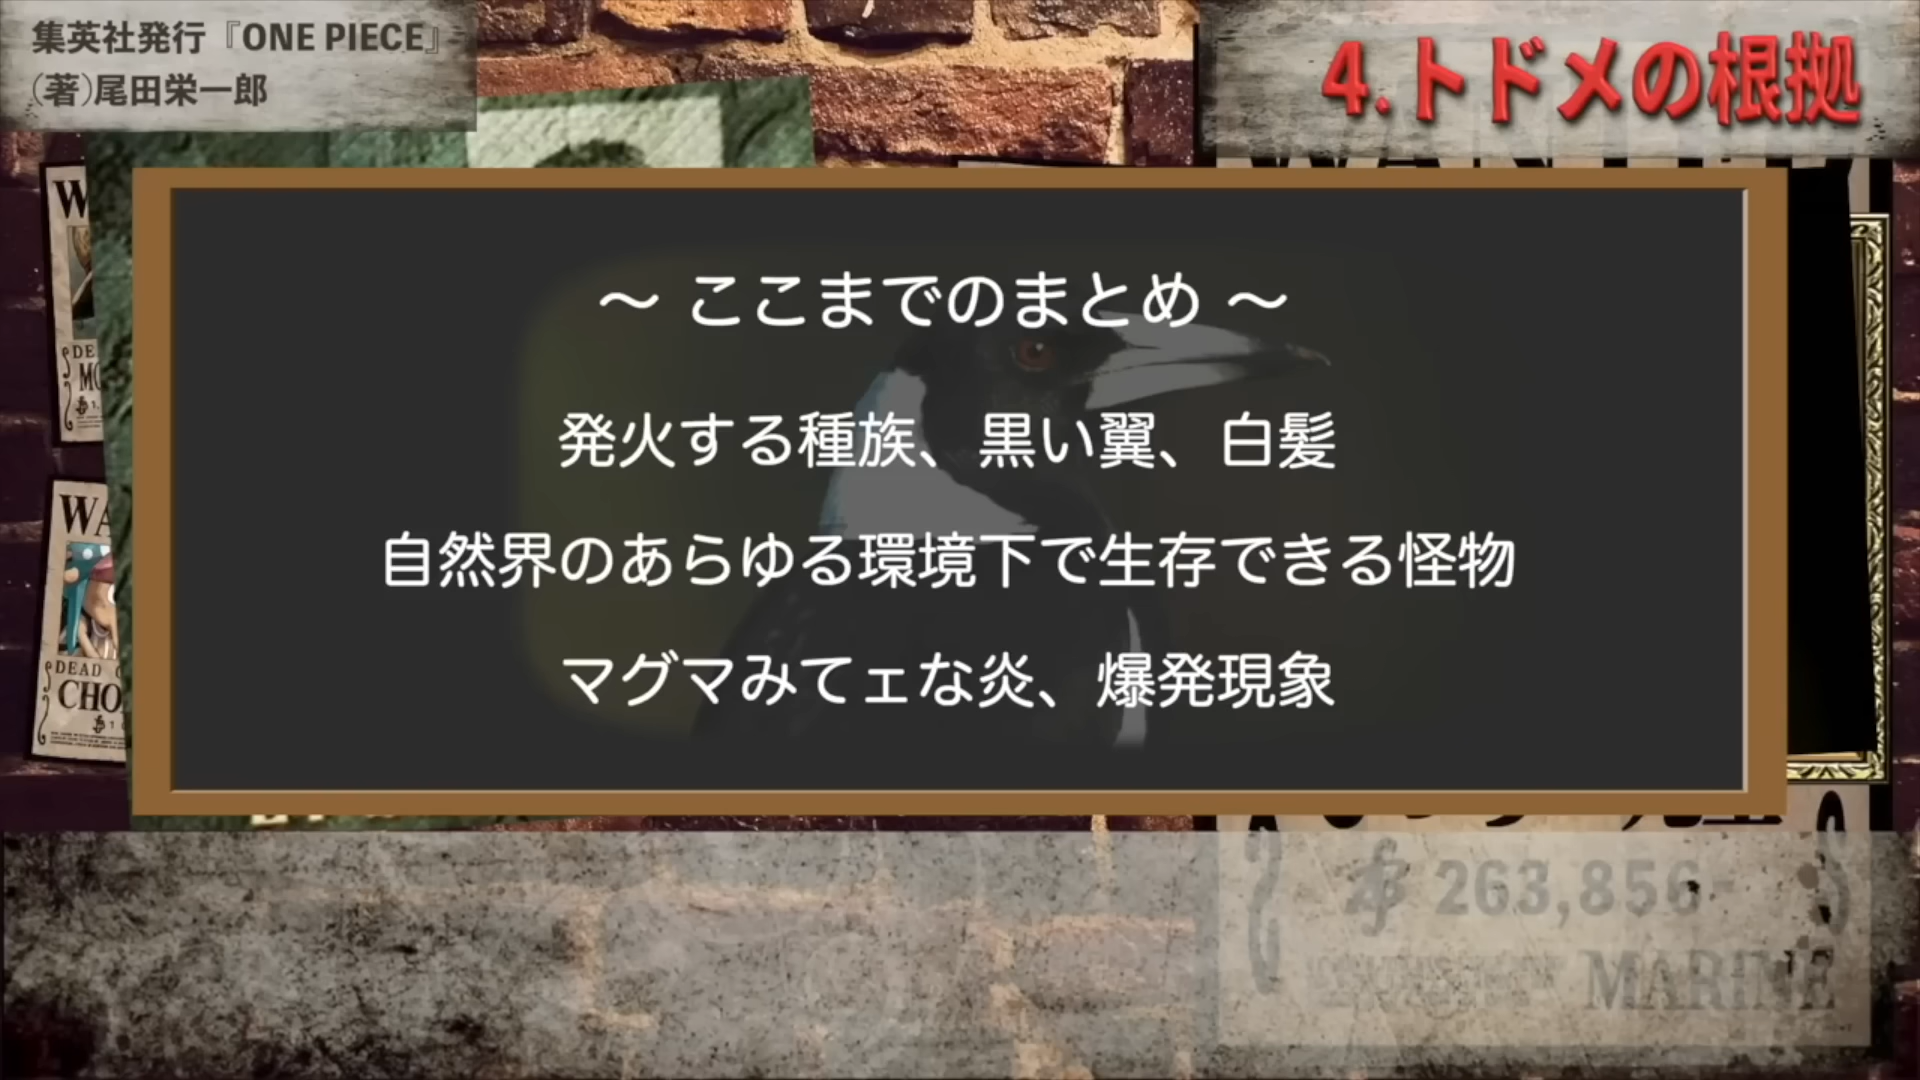 集英社発行『ONE PIECE』
(著)尾田栄一郎
4.トドメの根拠
～ ここまでのまとめ ～
発火する種族、黒い翼、白髪
自然界のあらゆる環境下で生存できる怪物
マグマみてェな炎、爆発現象
DEAD
CHO
263,856-
MARINE